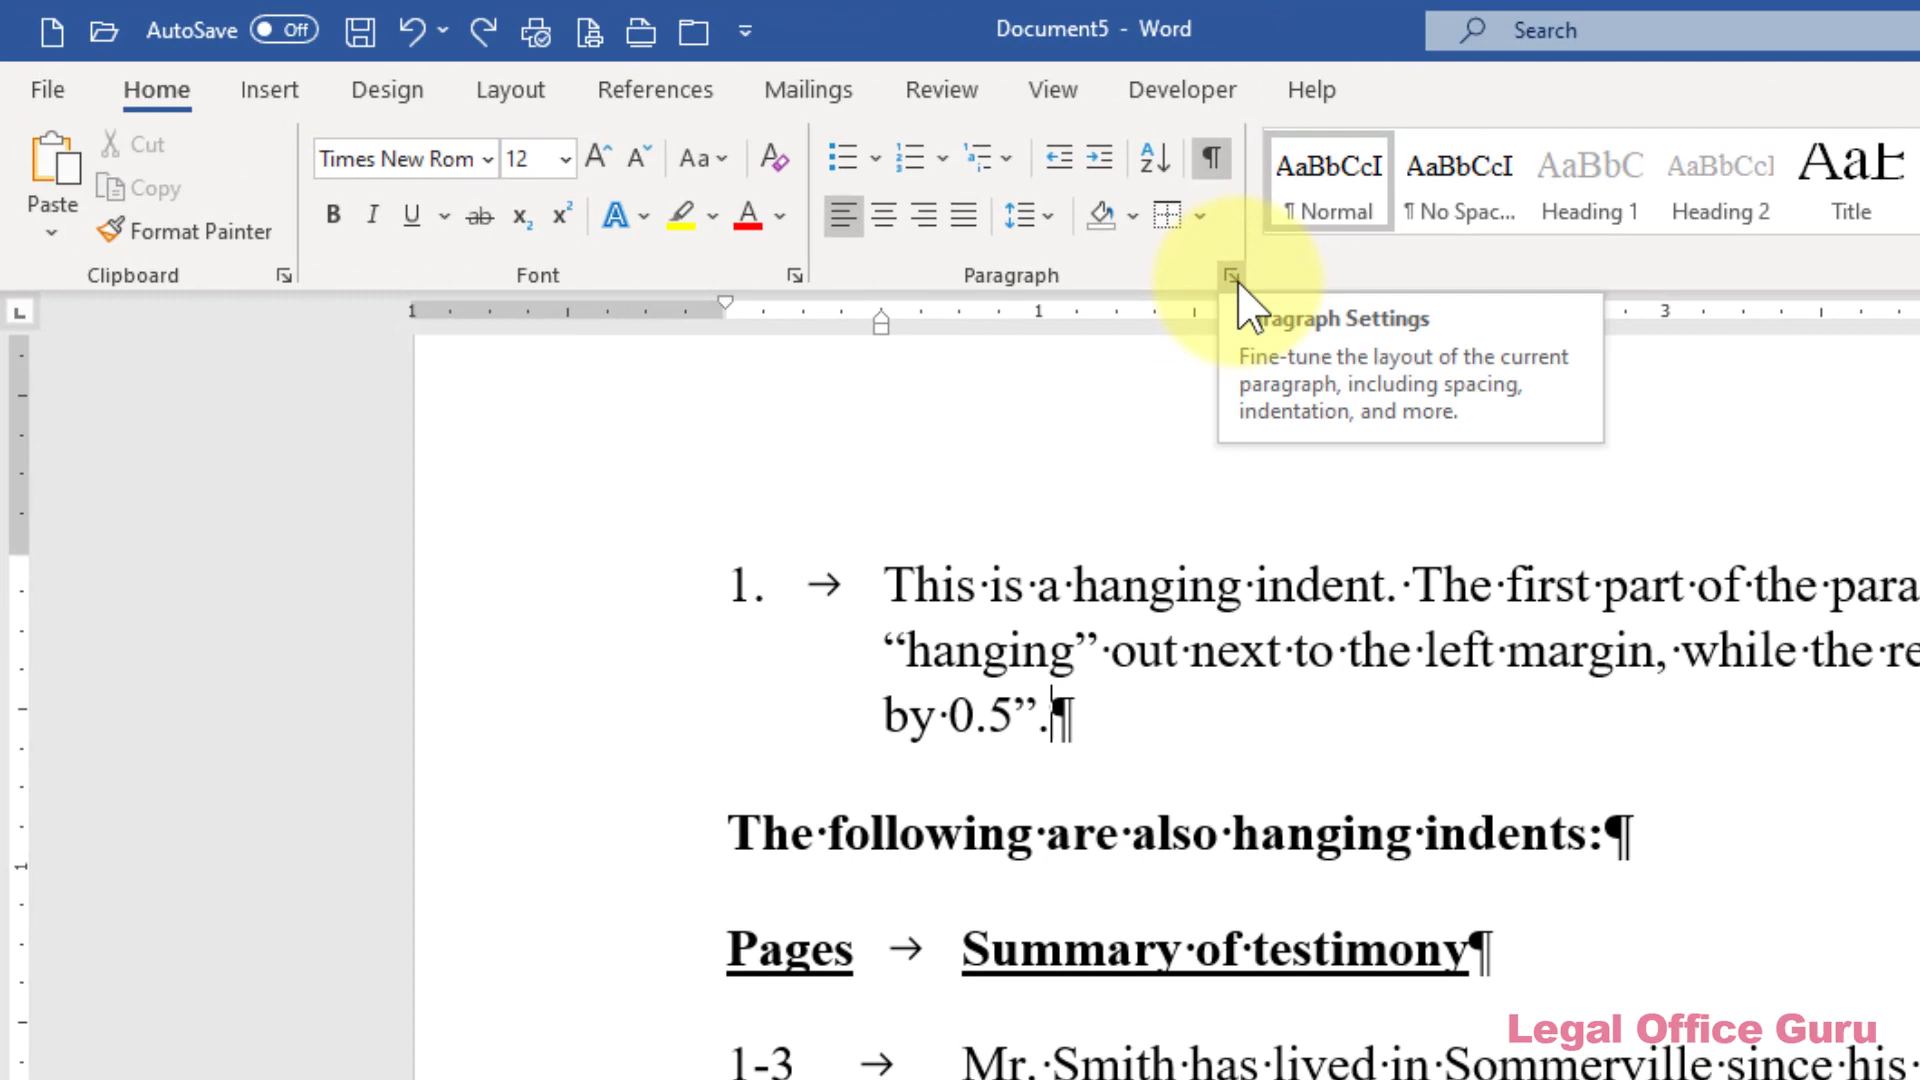 AutoSave Off Document5 - Word Search
File Home Insert Design Layout References Mailings Review View Developer Help
Paste
Cut
Copy
Format Painter
Clipboard
Times New Rom 12
Font
Paragraph
AaBbCcI AaBbCcI AaBbC AaBbCcI AaB
¶ Normal ¶ No Spac... Heading 1 Heading 2 Title
1 1 3
Settings
Fine-tune the layout of the current
paragraph, including spacing,
indentation, and more.
1. → This·is·a·hanging·indent.·The·first·part·of·the·para
“hanging”·out·next·to·the·left·margin,·while·the·re
by·0.5”.¶
The·following·are·also·hanging·indents:¶
1
Pages → Summary·of·testimony¶
1-3 → Mr.·Smith·has·lived·in·Sommerville·since·his·
Legal Office Guru